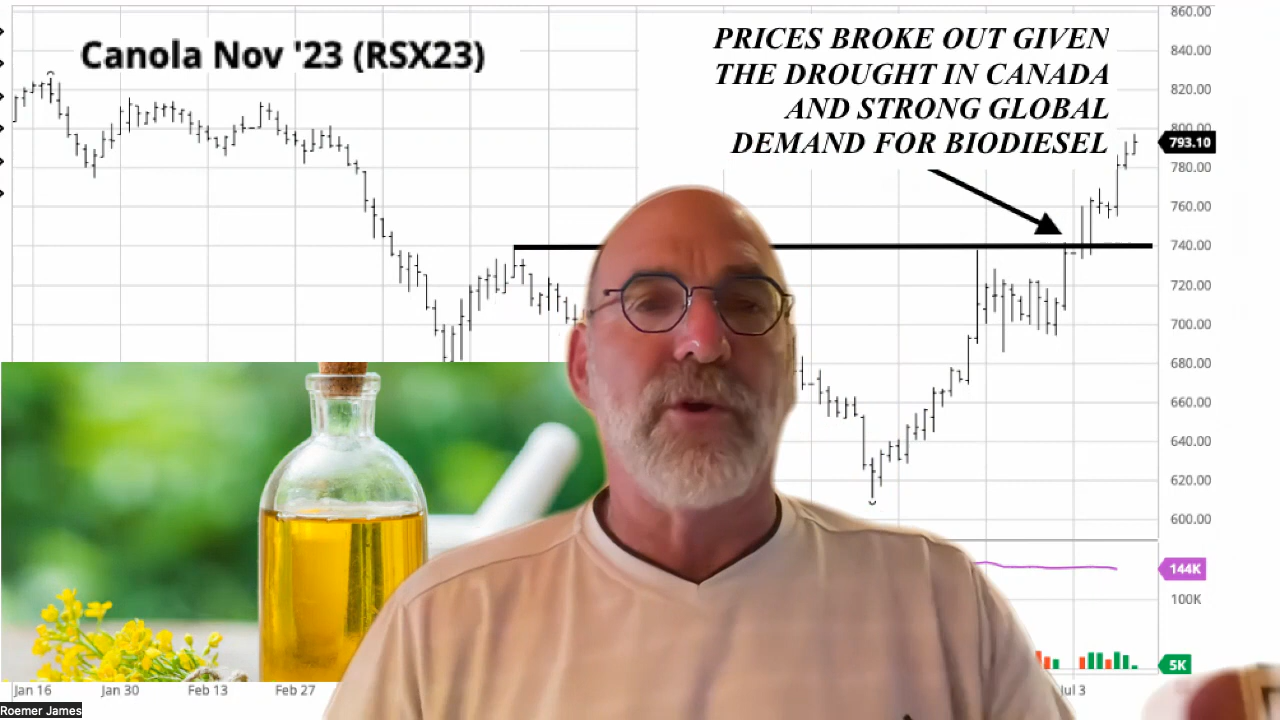 Canola Nov '23 (RSX23)
PRICES BROKE OUT GIVEN
THE DROUGHT IN CANADA
AND STRONG GLOBAL
DEMAND FOR BIODIESEL
860.00
840.00
820.00
800.00
793.10
780.00
760.00
740.00
720.00
700.00
680.00
660.00
640.00
620.00
600.00
144K
100K
5K
Jan 16
Jan 30
Feb 13
Feb 27
Jul 3
Roemer James